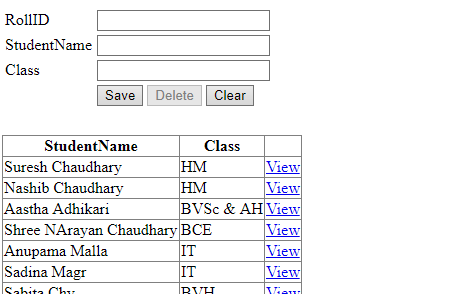 RollID
StudentName
Class
Save Delete Clear
StudentName Class
Suresh Chaudhary HM View
Nashib Chaudhary HM View
Aastha Adhikari BVSc & AH View
Shree NArayan Chaudhary BCE View
Anupama Malla IT View
Sadina Magr IT View
Sabita Chy BVH View